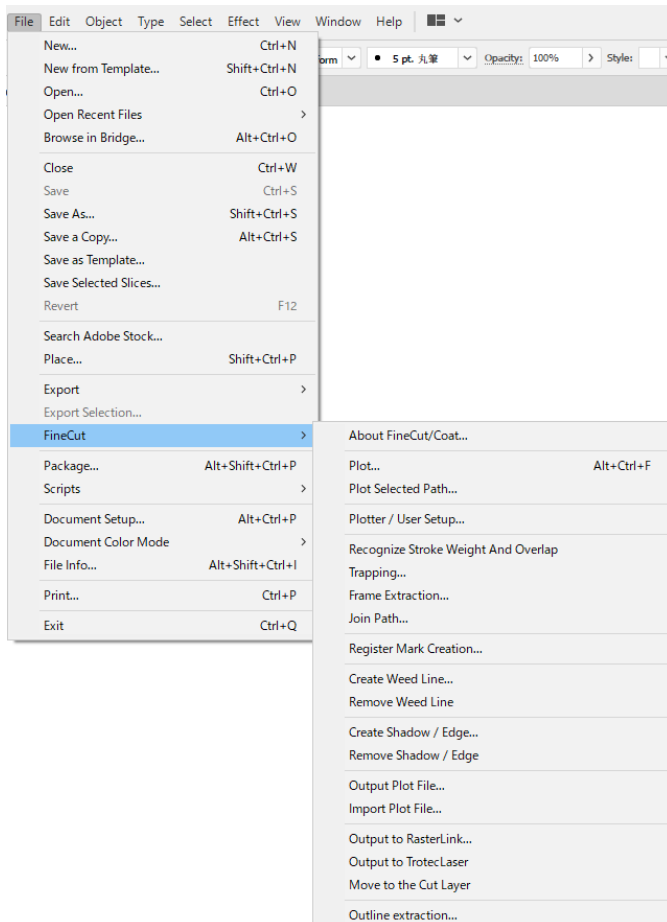 File Edit Object Type Select Effect View Window Help
orm 5 pt. 丸筆 Opacity: 100% Style:
New... Ctrl+N
New from Template... Shift+Ctrl+N
Open... Ctrl+O
Open Recent Files
Browse in Bridge... Alt+Ctrl+O
Close Ctrl+W
Save Ctrl+S
Save As... Shift+Ctrl+S
Save a Copy... Alt+Ctrl+S
Save as Template...
Save Selected Slices...
Revert F12
Search Adobe Stock...
Place... Shift+Ctrl+P
Export
Export Selection...
FineCut
Package... Alt+Shift+Ctrl+P
Scripts
Document Setup... Alt+Ctrl+P
Document Color Mode
File Info... Alt+Shift+Ctrl+I
Print... Ctrl+P
Exit Ctrl+Q
About FineCut/Coat...
Plot... Alt+Ctrl+F
Plot Selected Path...
Plotter / User Setup...
Recognize Stroke Weight And Overlap
Trapping...
Frame Extraction...
Join Path...
Register Mark Creation...
Create Weed Line...
Remove Weed Line
Create Shadow / Edge...
Remove Shadow / Edge
Output Plot File...
Import Plot File...
Output to RasterLink...
Output to TrotecLaser
Move to the Cut Layer
Outline extraction...